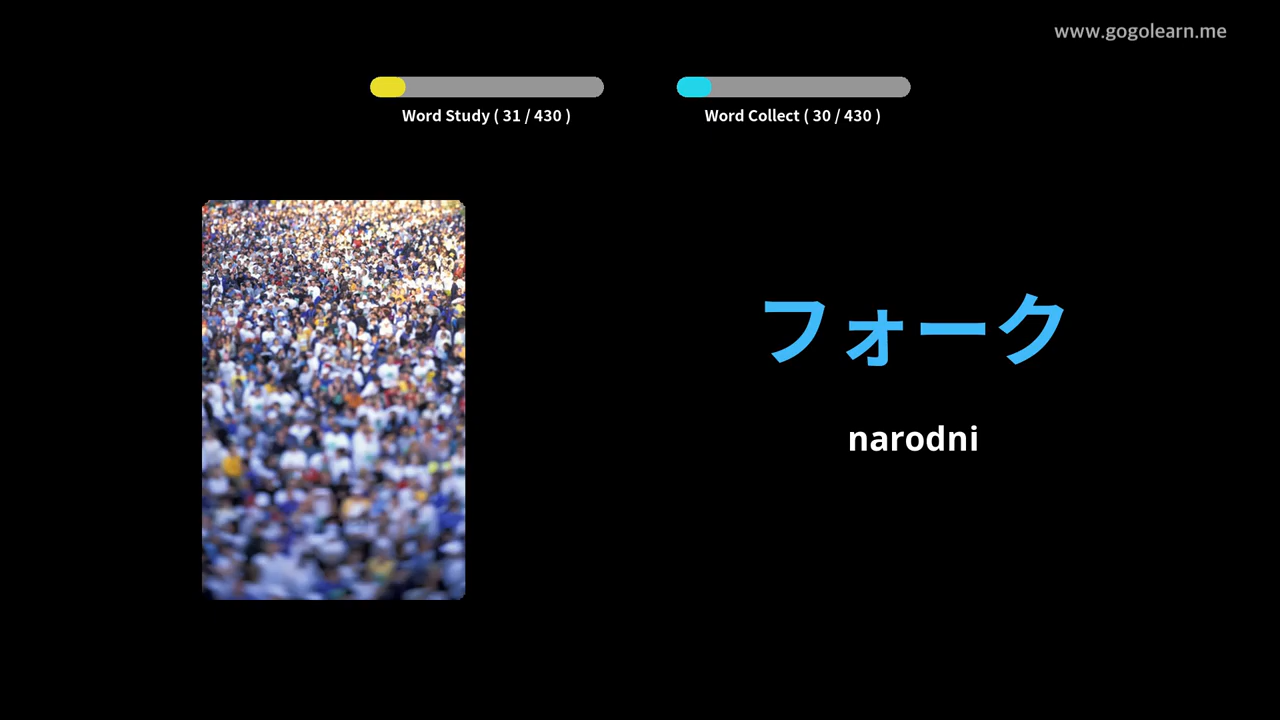 www.gogolearn.me
Word Study ( 31 / 430 )
Word Collect ( 30 / 430 )
フォーク
narodni